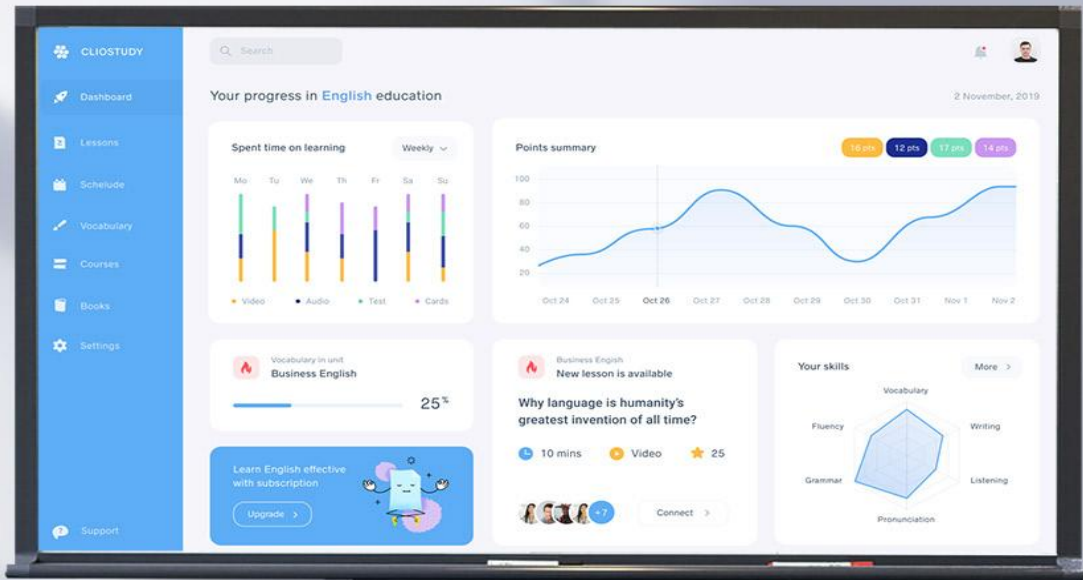 CLIOSTUDY
Dashboard
Lessons
Schelude
Vocabulary
Courses
Books
Settings
Support
Search
Your progress in English education
2 November, 2019
Spent time on learning
Weekly
Mo Tu We Th Fr Sa Su
Video Audio Test Cards
Points summary
16 pts 12 pts 17 pts 14 pts
100
80
60
40
20
Oct 24 Oct 25 Oct 26 Oct 27 Oct 28 Oct 29 Oct 30 Oct 31 Nov 1 Nov 2
Vocabulary in unit
Business English
25%
Learn English effective
with subscription
Upgrade >
Business Engish
New lesson is available
Why language is humanity's
greatest invention of all time?
10 mins Video 25
+7
Connect >
Your skills
More >
Vocabulary
Fluency
Writing
Grammar
Listening
Pronunciation